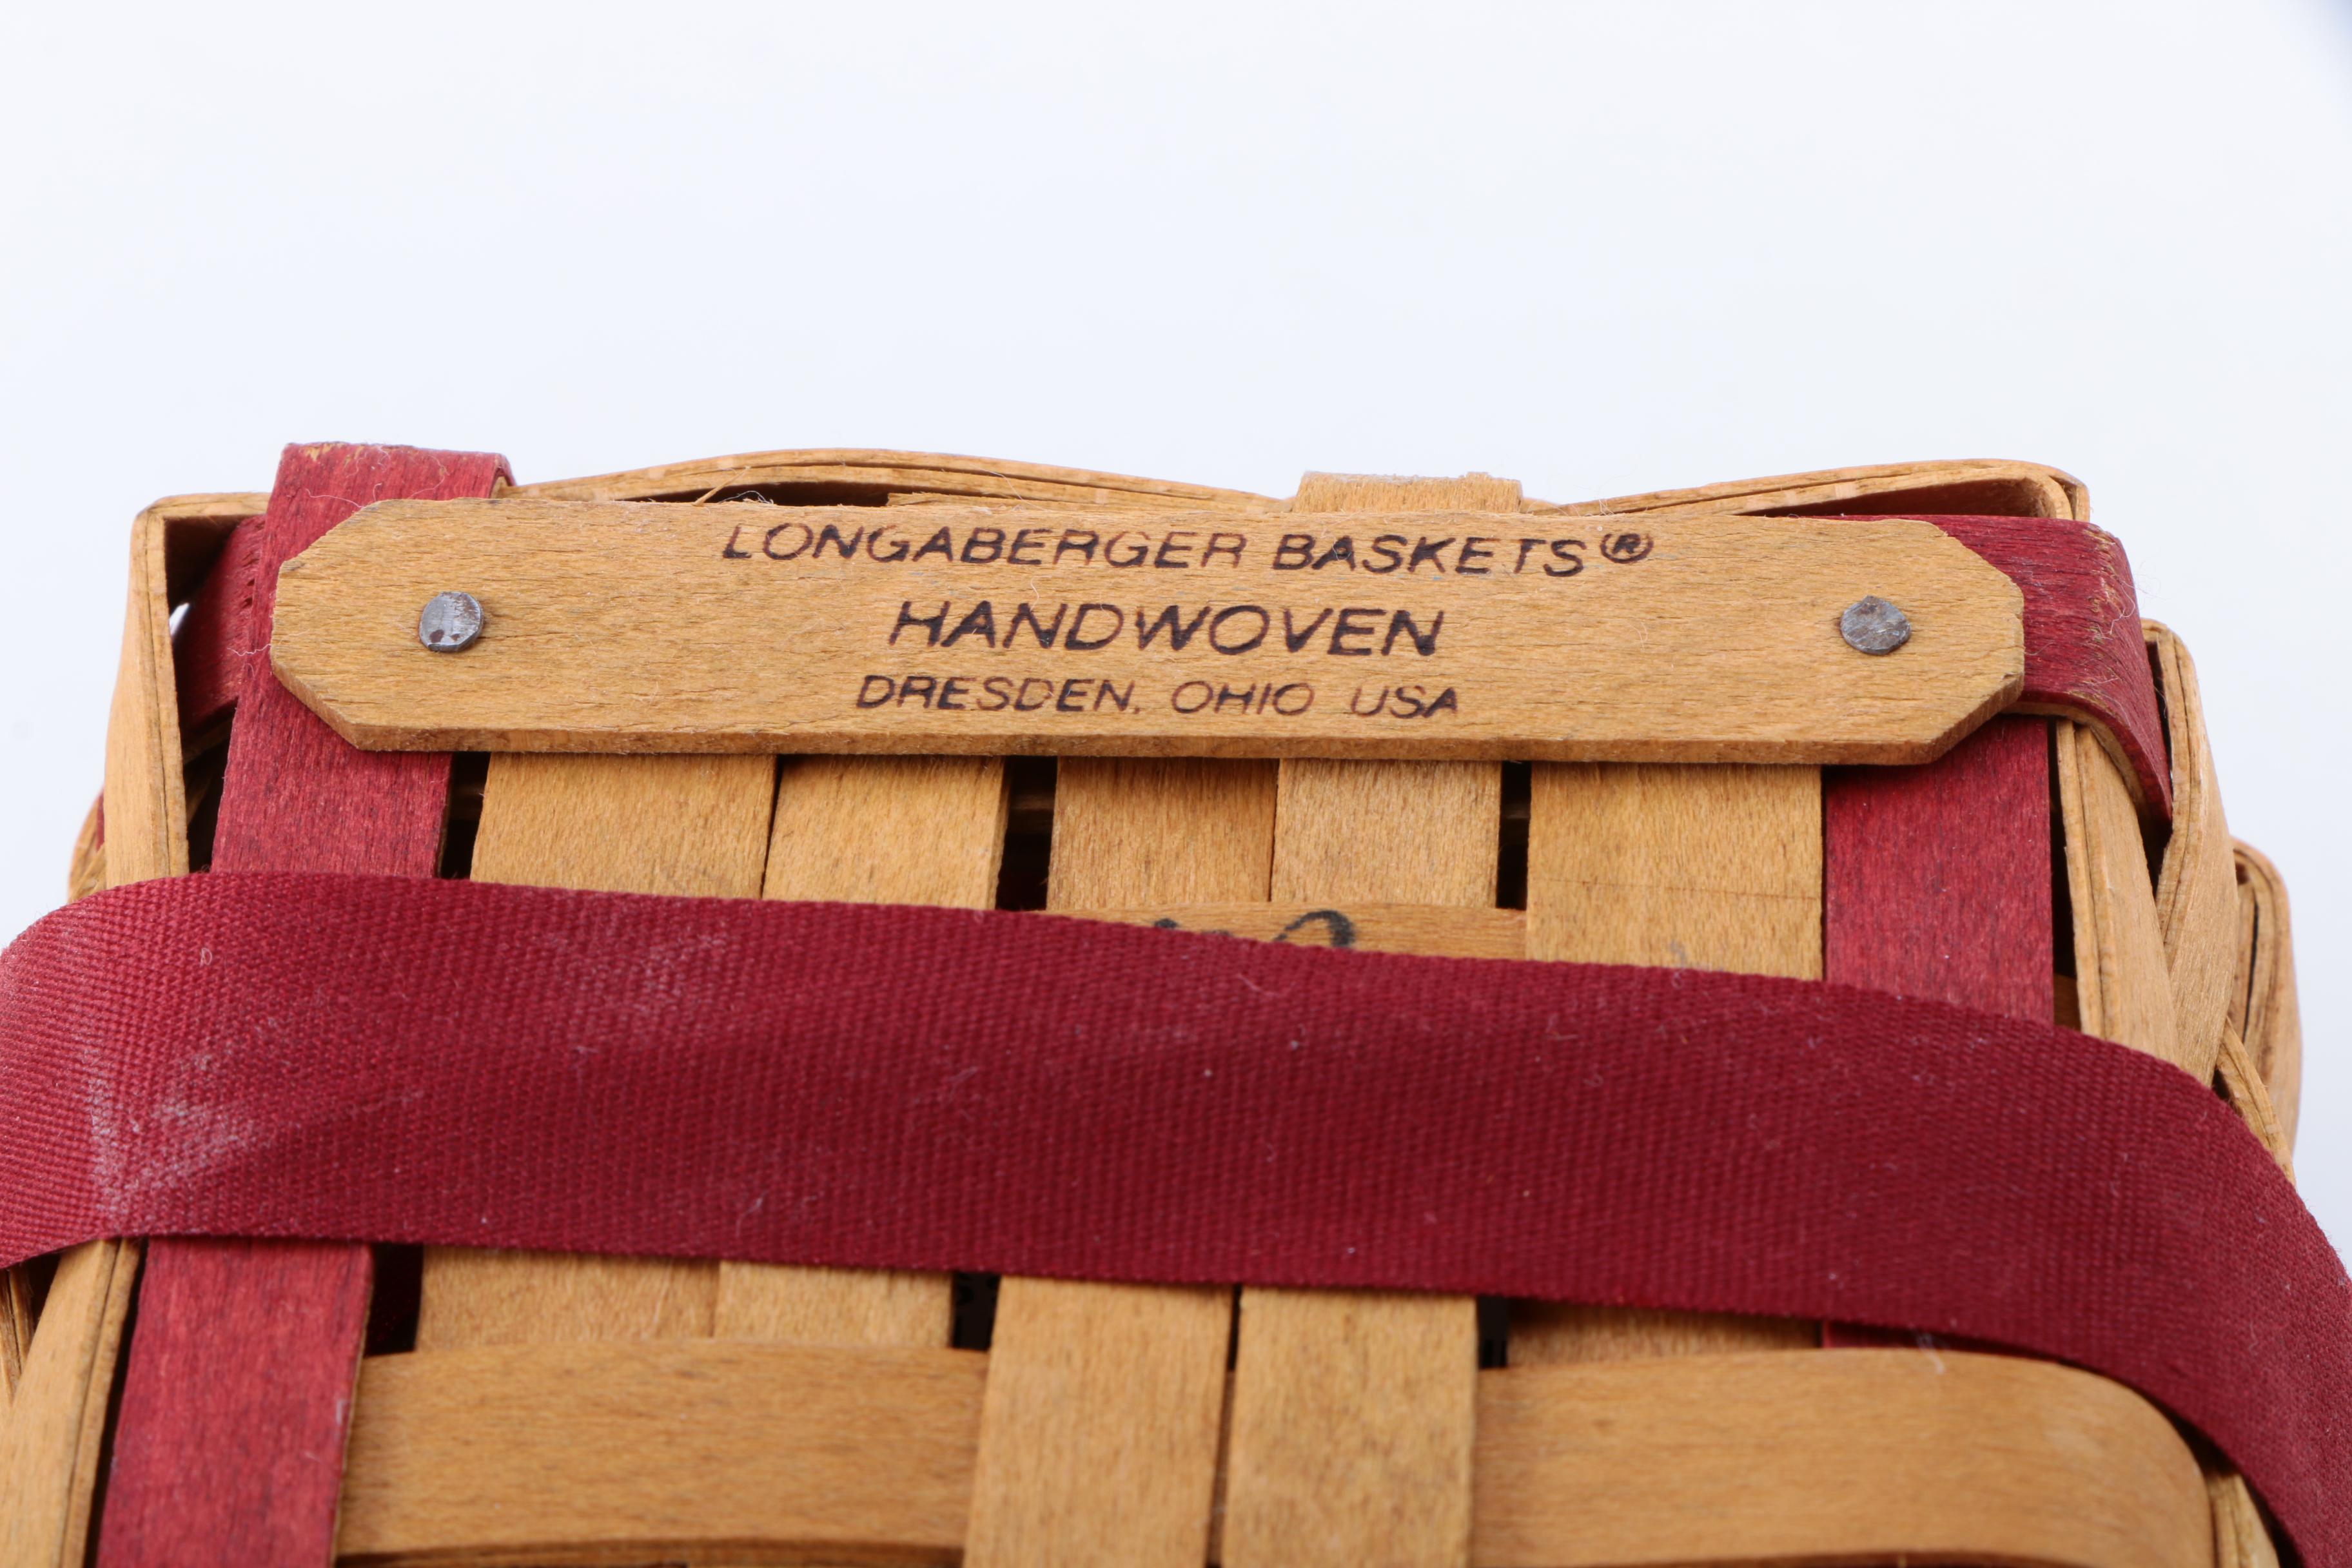 LONGABERGER BASKETS®
HANDWOVEN
DRESDEN, OHIO USA